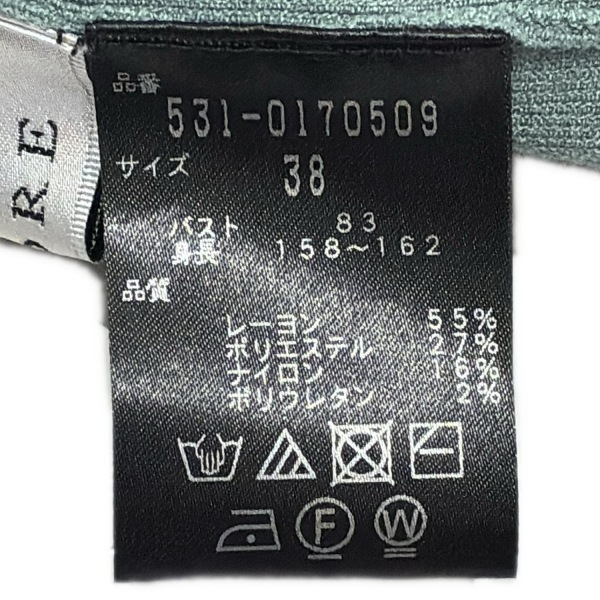 ORE
品番
531-0170509
サイズ 38
バスト 83
身長 158~162
品質
レーヨン 55%
ポリエステル 27%
ナイロン 16%
ポリウレタン 2%
F W